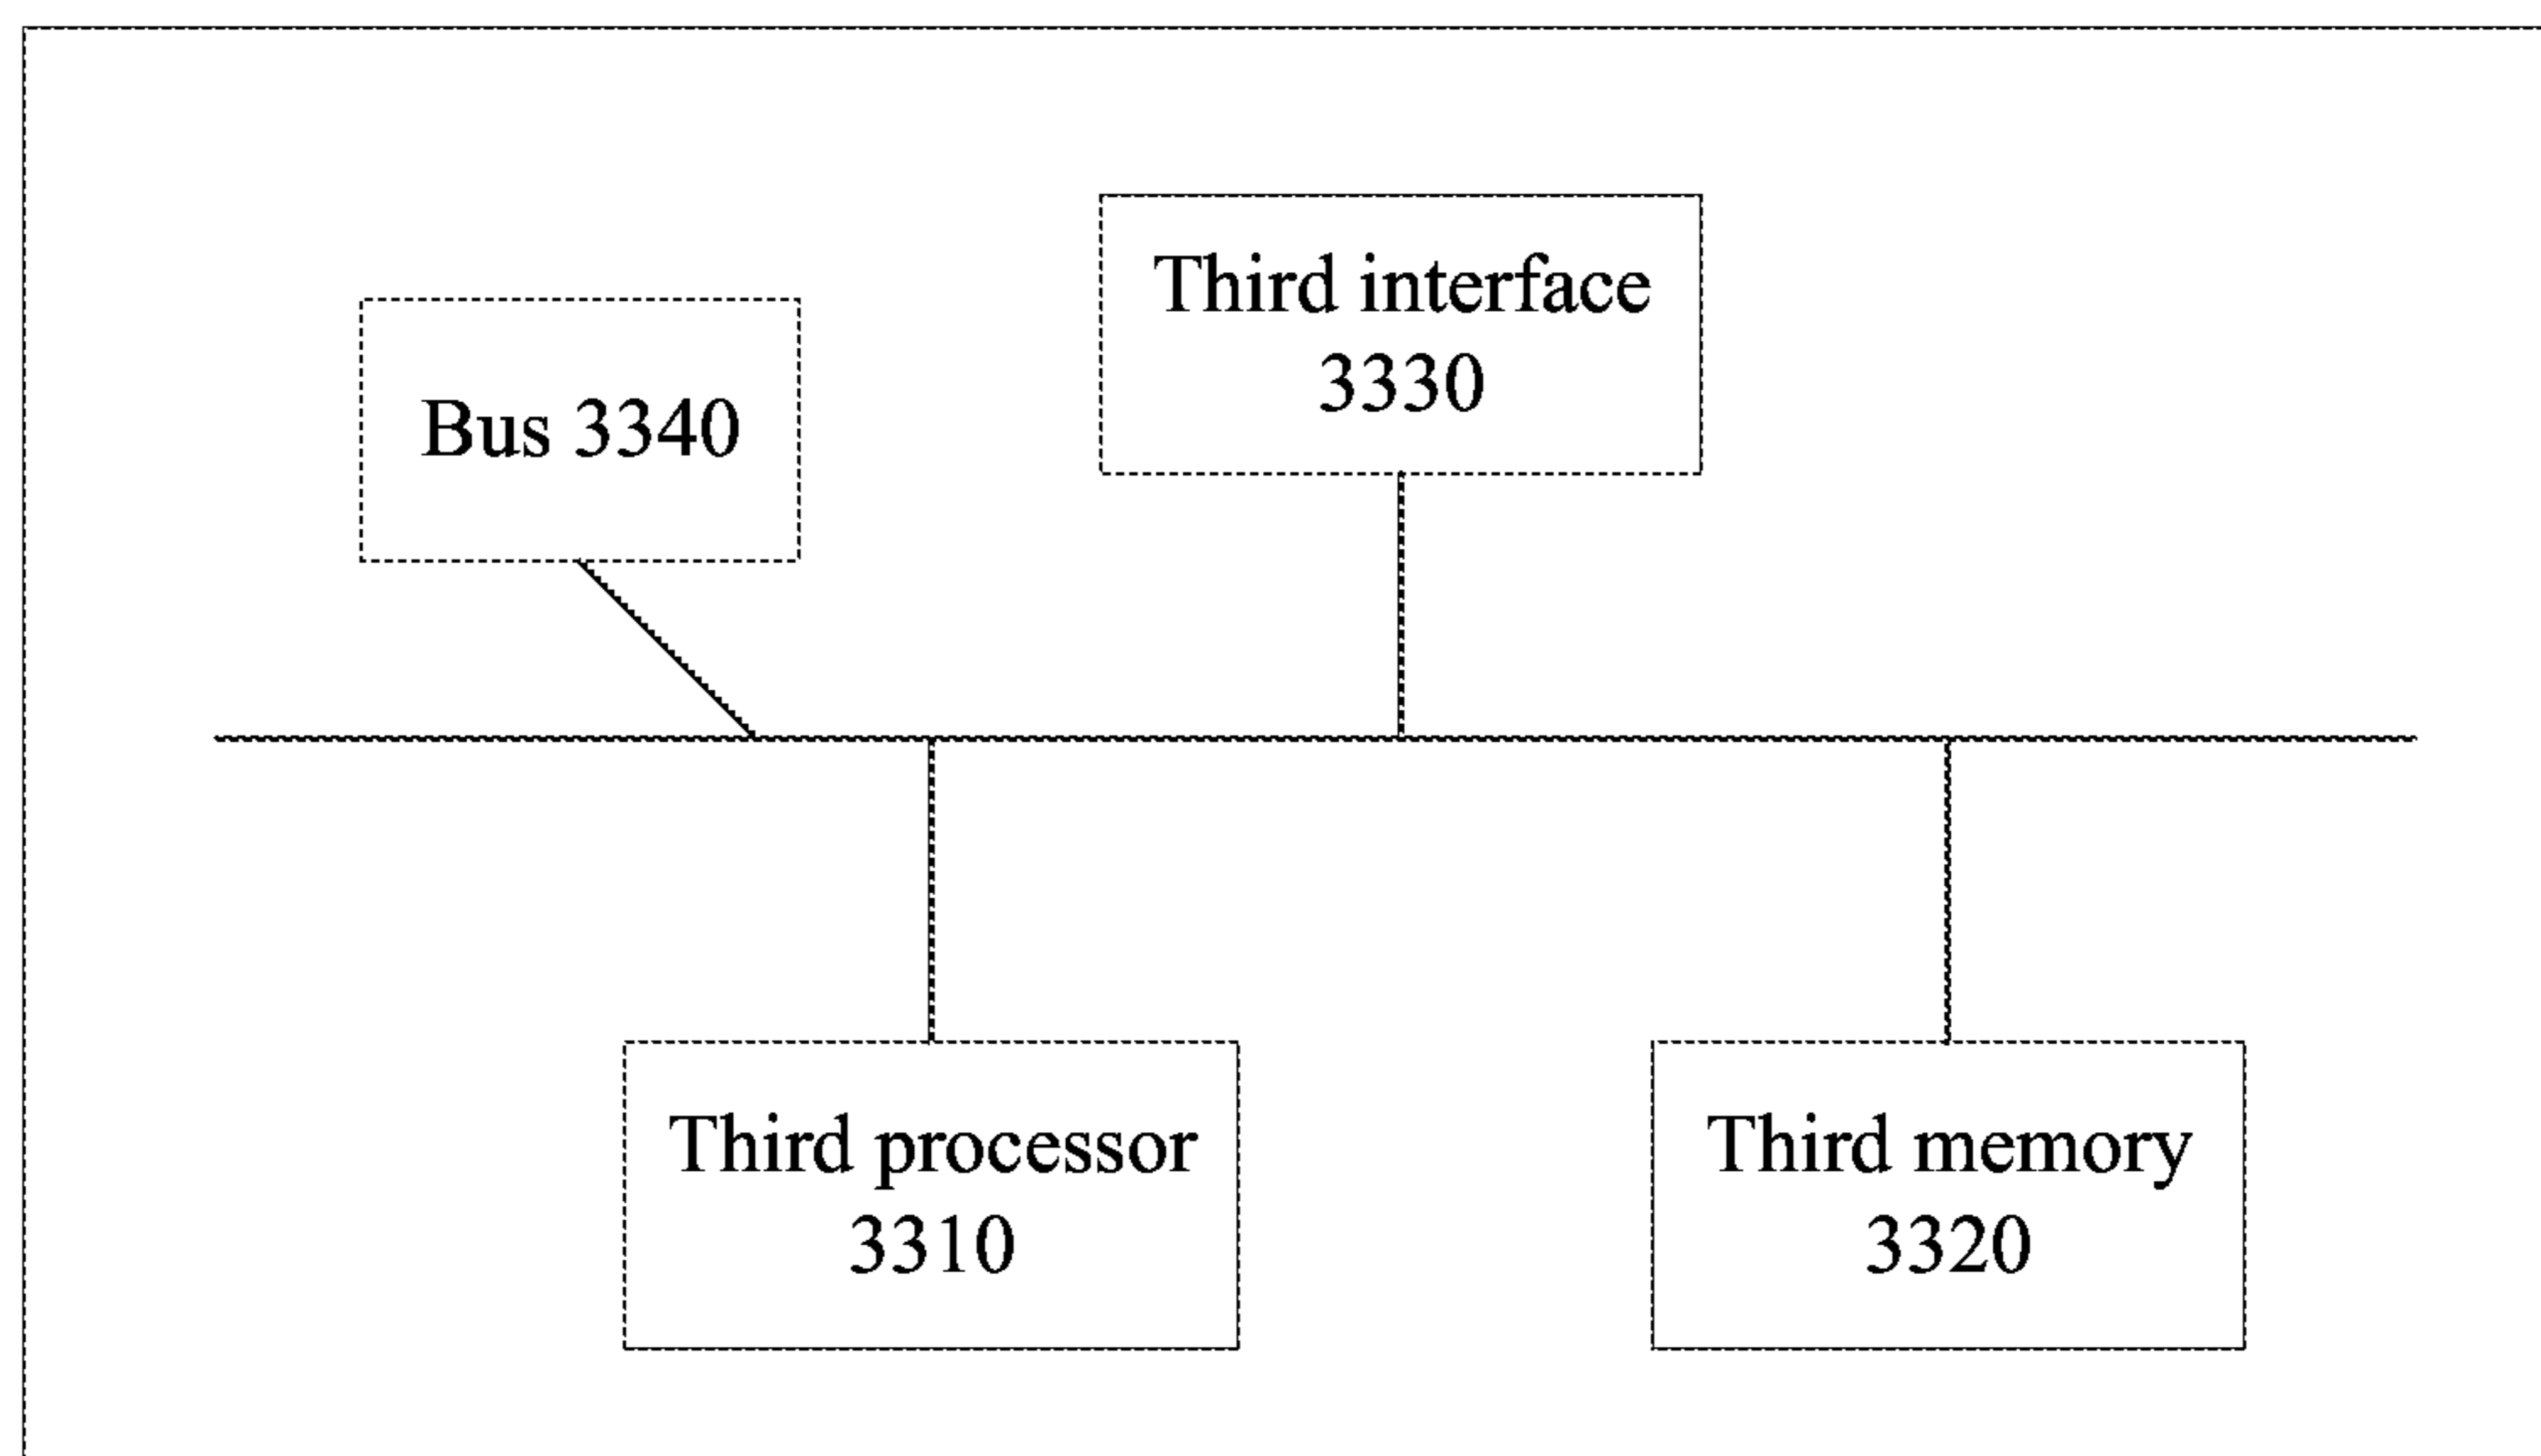 Third interface
3330
Bus 3340
Third processor
3310
Third memory
3320